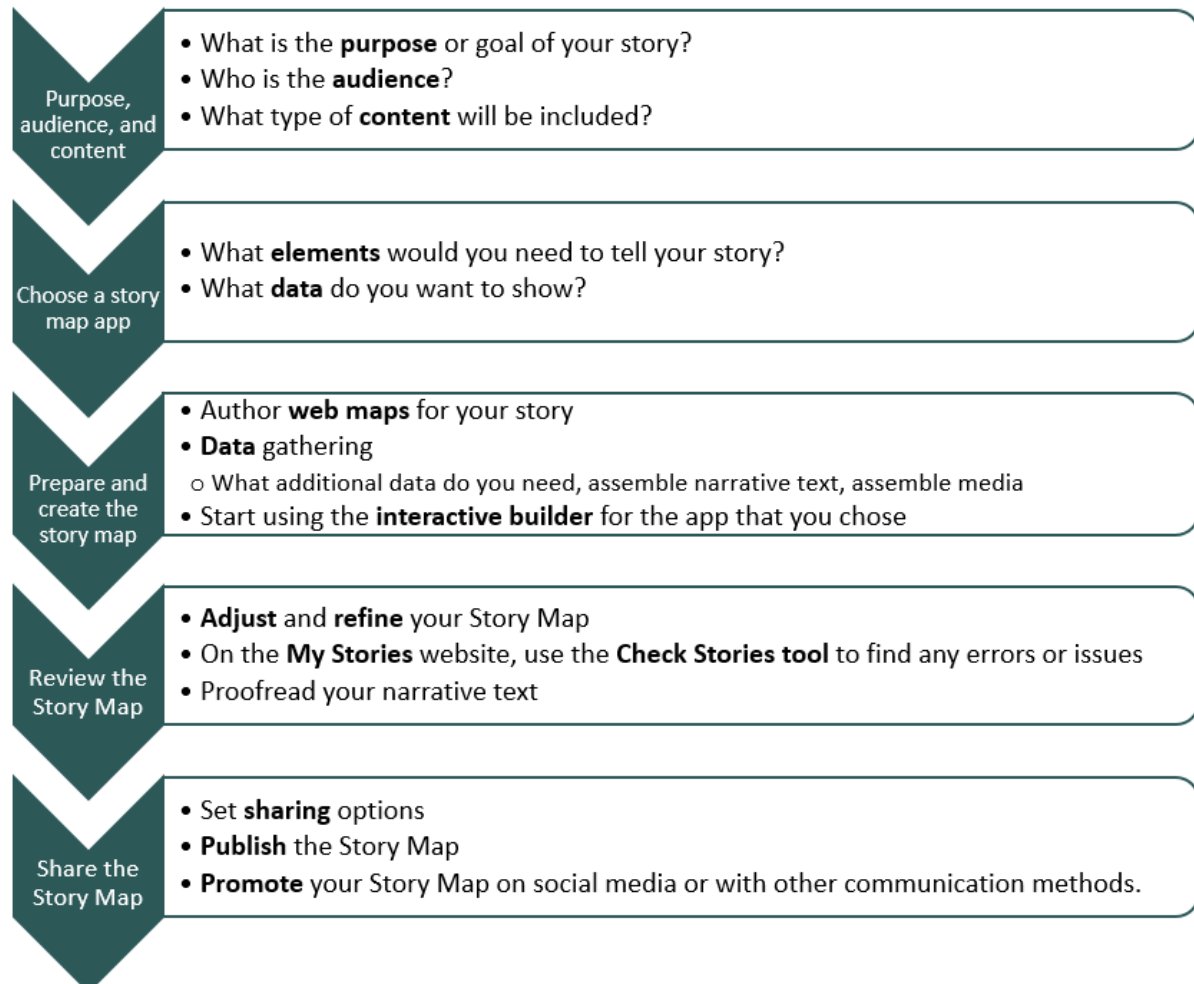 Purpose,
audience, and
content
• What is the purpose or goal of your story?
• Who is the audience?
• What type of content will be included?
Choose a story
map app
• What elements would you need to tell your story?
• What data do you want to show?
Prepare and
create the
story map
• Author web maps for your story
• Data gathering
o What additional data do you need, assemble narrative text, assemble media
• Start using the interactive builder for the app that you chose
Review the
Story Map
• Adjust and refine your Story Map
• On the My Stories website, use the Check Stories tool to find any errors or issues
• Proofread your narrative text
Share the
Story Map
• Set sharing options
• Publish the Story Map
• Promote your Story Map on social media or with other communication methods.